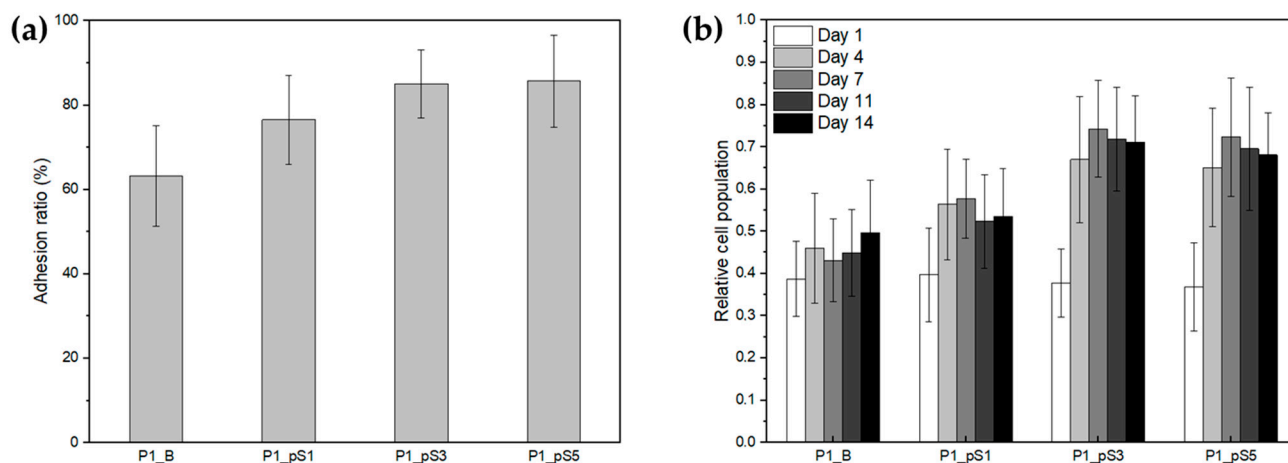 (a)
100
80
60
40
20
0
Adhesion ratio (%)
P1_B P1_pS1 P1_pS3 P1_pS5
(b)
1.0
0.9
0.8
0.7
0.6
0.5
0.4
0.3
0.2
0.1
0.0
Relative cell population
Day 1
Day 4
Day 7
Day 11
Day 14
P1_B P1_pS1 P1_pS3 P1_pS5